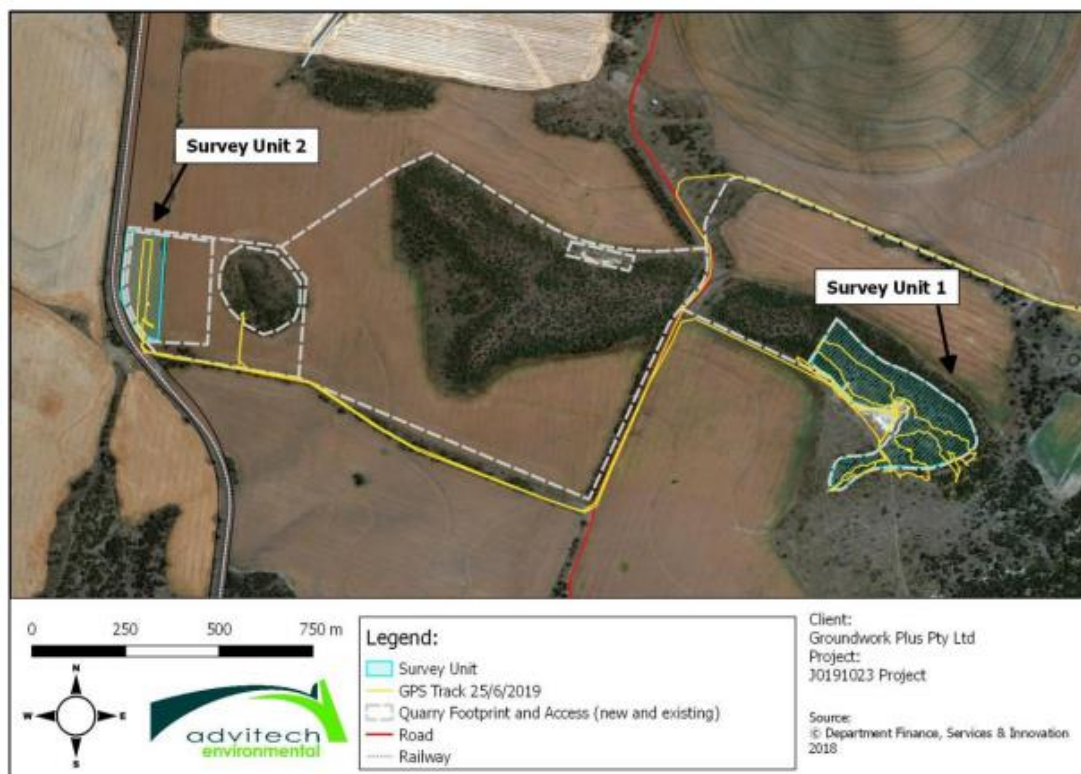 Survey Unit 2
Survey Unit 1
0 250 500 750 m
N
W E
S
advitech
environmental
Legend:
Survey Unit
GPS Track 25/6/2019
Quarry Footprint and Access (new and existing)
Road
Railway
Client:
Groundwork Plus Pty Ltd
Project:
J0191023 Project
Source:
© Department Finance, Services & Innovation
2018